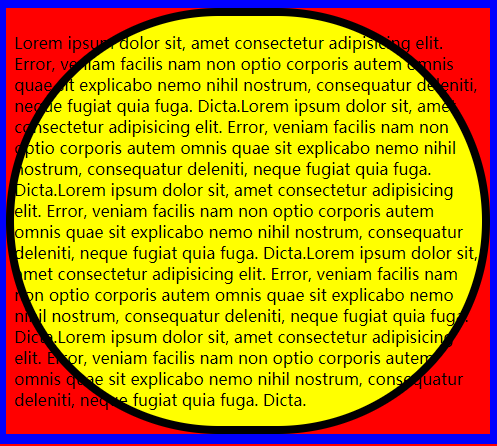 Lorem ipsum dolor sit, amet consectetur adipisicing elit.
Error, veniam facilis nam non optio corporis autem omnis
quae sit explicabo nemo nihil nostrum, consequatur deleniti,
neque fugiat quia fuga. Dicta.Lorem ipsum dolor sit, amet
consectetur adipisicing elit. Error, veniam facilis nam non
optio corporis autem omnis quae sit explicabo nemo nihil
nostrum, consequatur deleniti, neque fugiat quia fuga.
Dicta.Lorem ipsum dolor sit, amet consectetur adipisicing
elit. Error, veniam facilis nam non optio corporis autem
omnis quae sit explicabo nemo nihil nostrum, consequatur
deleniti, neque fugiat quia fuga. Dicta.Lorem ipsum dolor sit,
amet consectetur adipisicing elit. Error, veniam facilis nam
non optio corporis autem omnis quae sit explicabo nemo
nihil nostrum, consequatur deleniti, neque fugiat quia fuga.
Dicta.Lorem ipsum dolor sit, amet consectetur adipisicing
elit. Error, veniam facilis nam non optio corporis autem
omnis quae sit explicabo nemo nihil nostrum, consequatur
deleniti, neque fugiat quia fuga. Dicta.